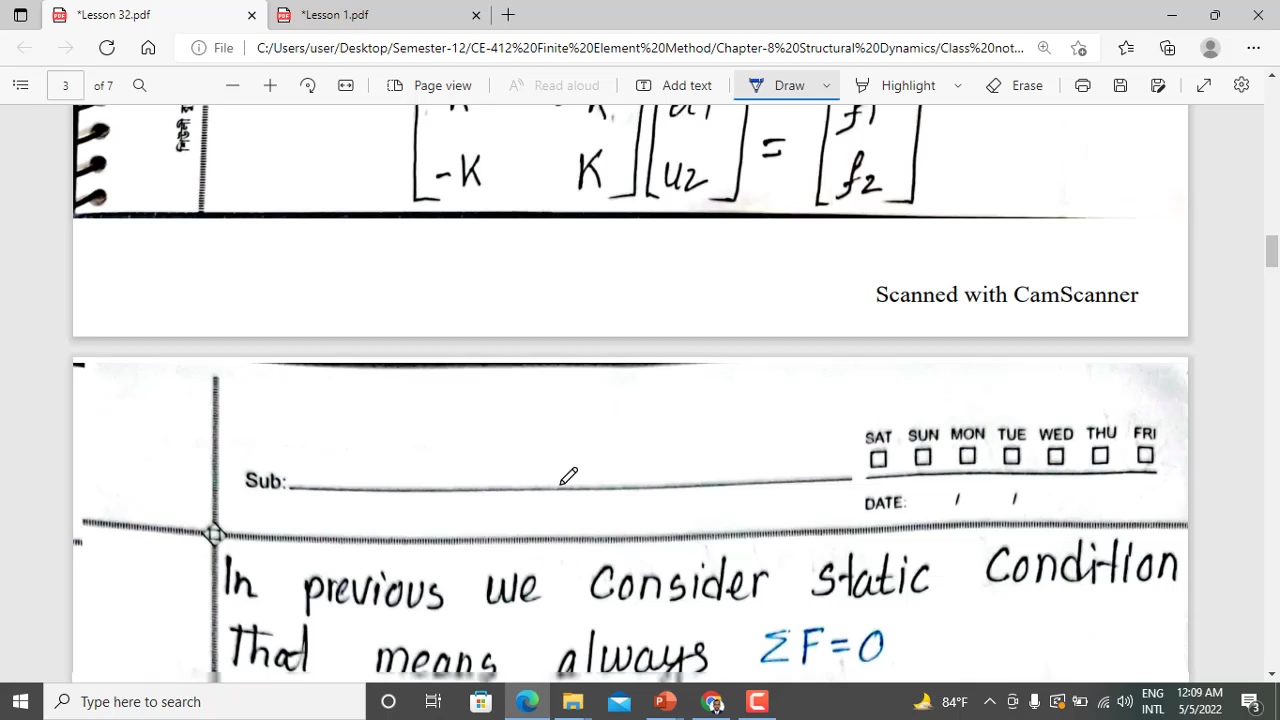 *Lesson 32.pdf
*Lesson 1.pdf
File C:/Users/user/Desktop/Semester-12/CE-412%20Finite%20Element%20Method/Chapter-8%20Structural%20Dynamics/Class%20not...
3 of 7 Page view Read aloud Add text Draw Highlight Erase
u1 = f1
-K K u2 f2
Scanned with CamScanner
SAT SUN MON TUE WED THU FRI
Sub:
DATE: / /
In previous we Consider static Condition
That means always ΣF=0
Type here to search
84°F
ENG
INTL
12:09 AM
5/5/2022
3